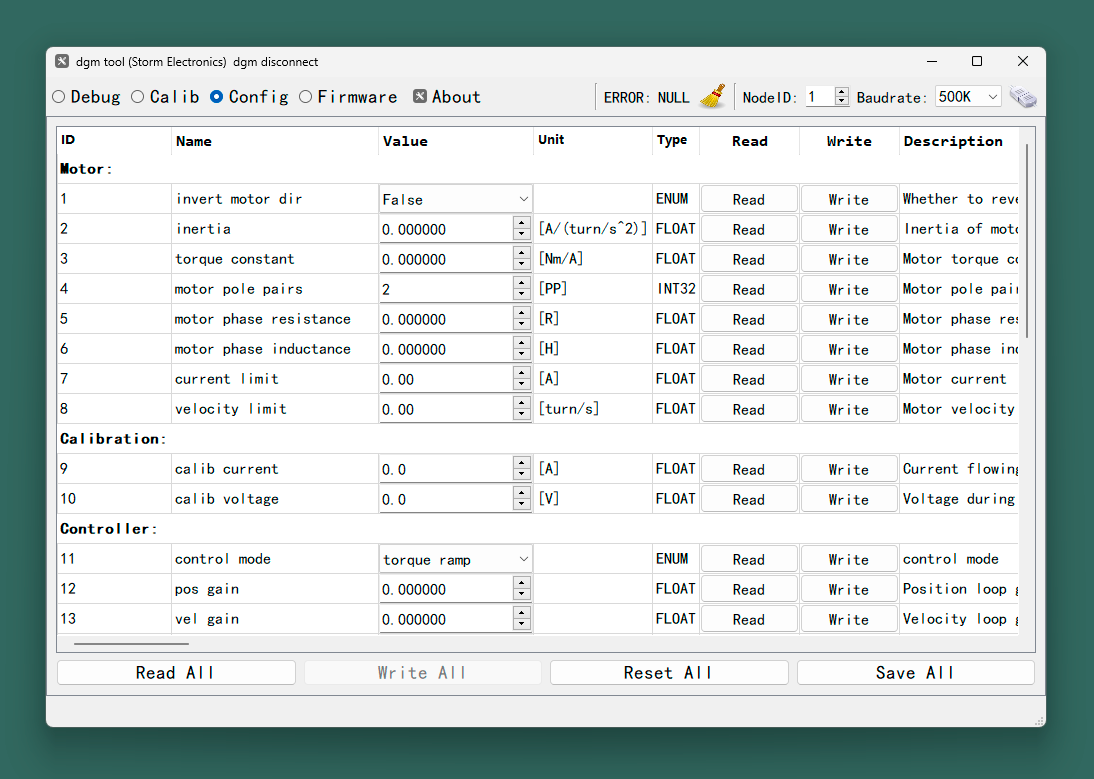 dgm tool (Storm Electronics) dgm disconnect
Debug Calib Config Firmware About ERROR: NULL NodeID: 1 Baudrate: 500K
ID Name Value Unit Type Read Write Description
Motor:
1 invert motor dir False ENUM Read Write Whether to reve
2 inertia 0.000000 [A/(turn/s^2)] FLOAT Read Write Inertia of moto
3 torque constant 0.000000 [Nm/A] FLOAT Read Write Motor torque co
4 motor pole pairs 2 [PP] INT32 Read Write Motor pole pair
5 motor phase resistance 0.000000 [R] FLOAT Read Write Motor phase res
6 motor phase inductance 0.000000 [H] FLOAT Read Write Motor phase ind
7 current limit 0.00 [A] FLOAT Read Write Motor current
8 velocity limit 0.00 [turn/s] FLOAT Read Write Motor velocity
Calibration:
9 calib current 0.0 [A] FLOAT Read Write Current flowing
10 calib voltage 0.0 [V] FLOAT Read Write Voltage during
Controller:
11 control mode torque ramp ENUM Read Write control mode
12 pos gain 0.000000 FLOAT Read Write Position loop g
13 vel gain 0.000000 FLOAT Read Write Velocity loop g
Read All Write All Reset All Save All